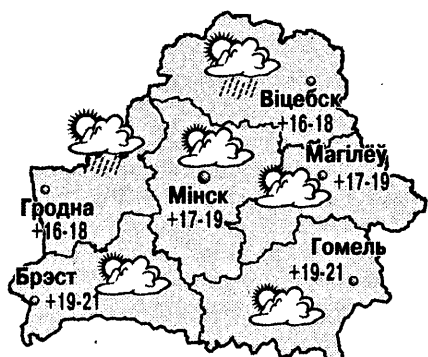 Віцебск
+16-18
Магілёў
+17-19
Мінск
+17-19
Гродна
+16-18
Гомель
+19-21
Брэст
+19-21